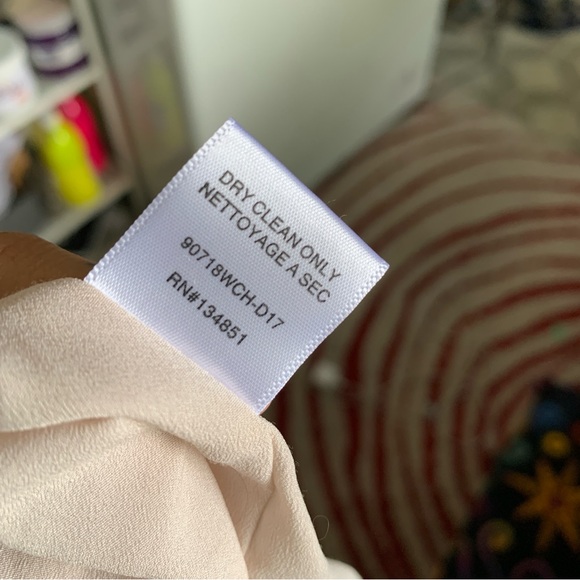 DRY CLEAN ONLY
NETTOYAGE A SEC
90718WCH-D17
RN#134851